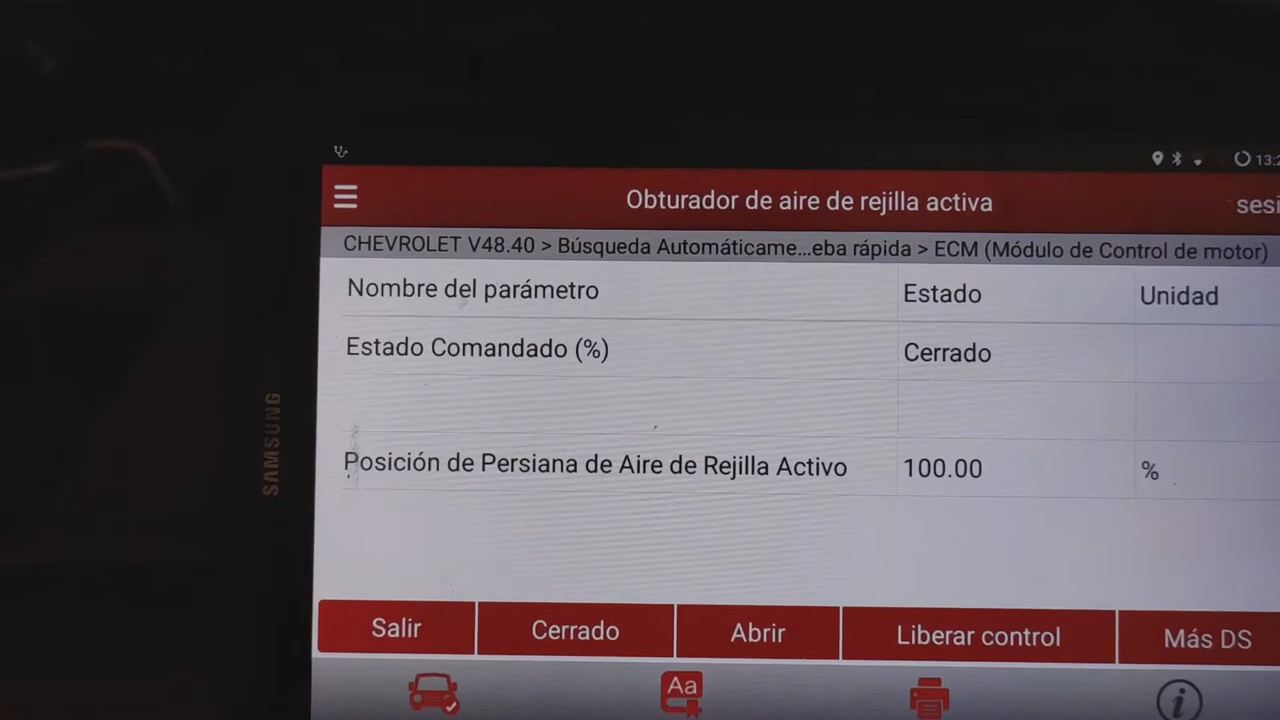 13:2
Obturador de aire de rejilla activa
sesi
CHEVROLET V48.40 > Búsqueda Automáticame...eba rápida > ECM (Módulo de Control de motor)
Nombre del parámetro Estado Unidad
Estado Comandado (%) Cerrado
Posición de Persiana de Aire de Rejilla Activo 100.00 %
SAMSUNG
Salir Cerrado Abrir Liberar control Más DS
Aa